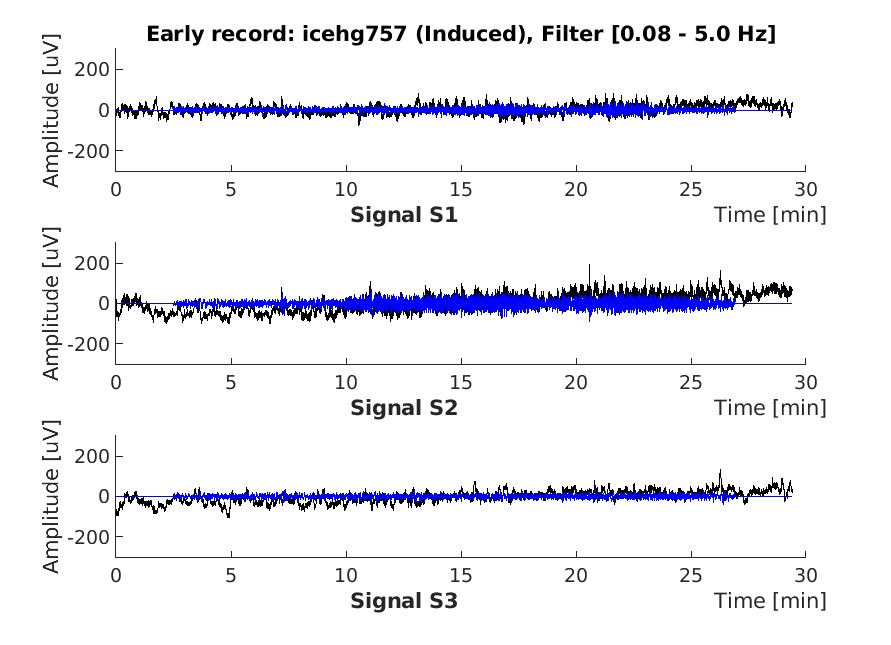 Early record: icehg757 (Induced), Filter [0.08 - 5.0 Hz]
Amplitude [uV]
200
0
-200
0 5 10 15 20 25 30
Signal S1 Time [min]
Amplitude [uV]
200
0
-200
0 5 10 15 20 25 30
Signal S2 Time [min]
Amplitude [uV]
200
0
-200
0 5 10 15 20 25 30
Signal S3 Time [min]